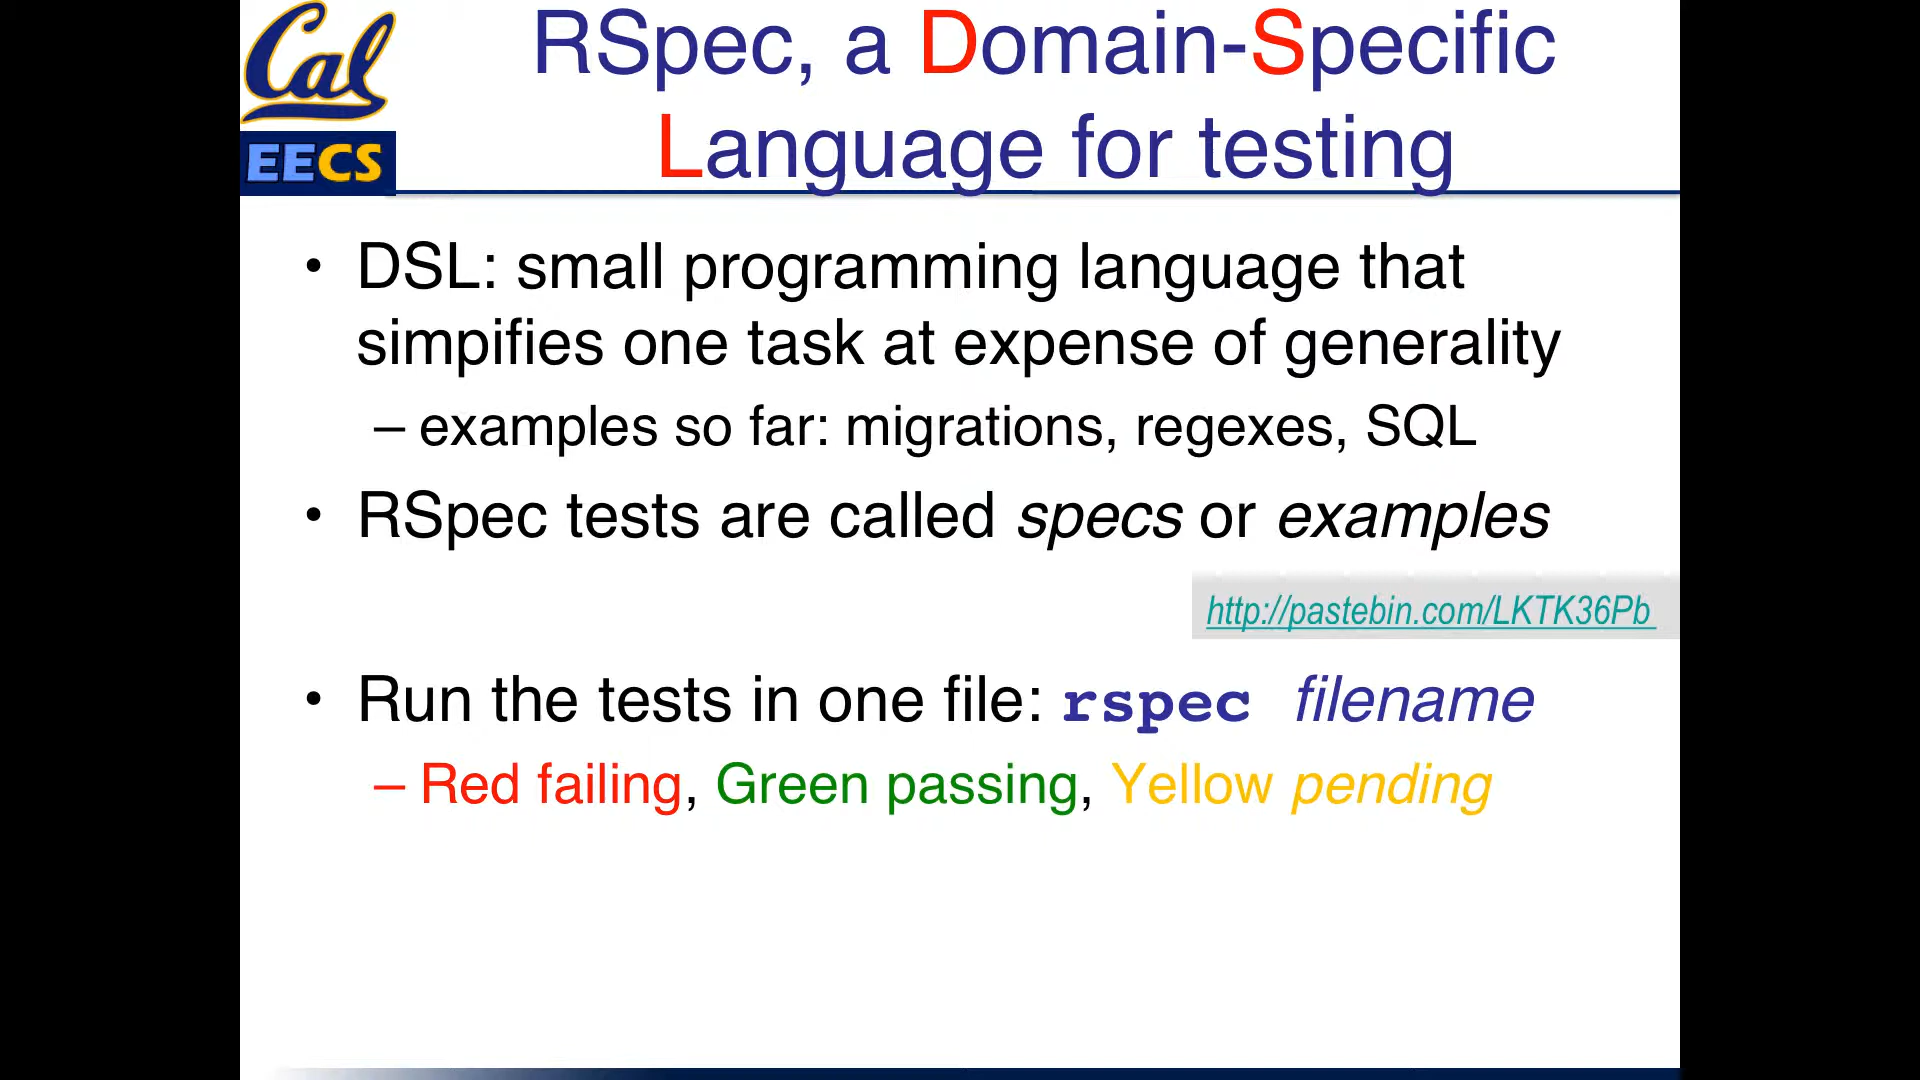 Cal
EECS
RSpec, a Domain-Specific
Language for testing
• DSL: small programming language that
simpifies one task at expense of generality
– examples so far: migrations, regexes, SQL
• RSpec tests are called specs or examples
http://pastebin.com/LKTK36Pb
• Run the tests in one file: rspec filename
– Red failing, Green passing, Yellow pending